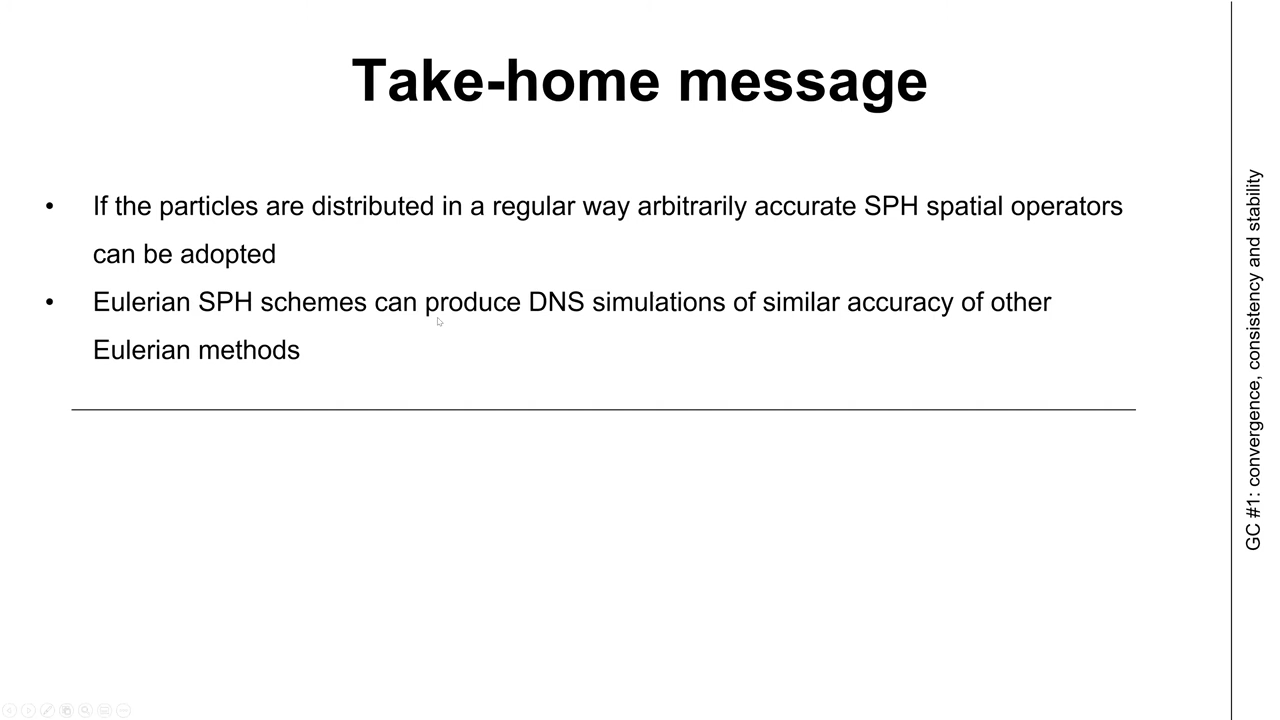 Take-home message
• If the particles are distributed in a regular way arbitrarily accurate SPH spatial operators
can be adopted
• Eulerian SPH schemes can produce DNS simulations of similar accuracy of other
Eulerian methods
GC #1: convergence, consistency and stability